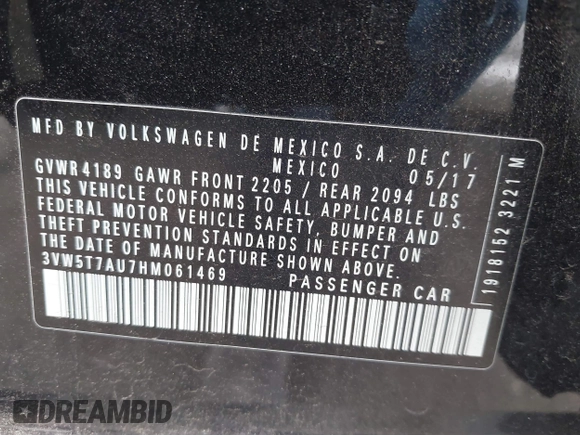 MFD BY VOLKSWAGEN DE MEXICO S.A. DE C.V.
MEXICO 05/17
GVWR4189 GAWR FRONT 2205 / REAR 2094 LBS
THIS VEHICLE CONFORMS TO ALL APPLICABLE U.S.
FEDERAL MOTOR VEHICLE SAFETY, BUMPER AND
THEFT PREVENTION STANDARDS IN EFFECT ON
THE DATE OF MANUFACTURE SHOWN ABOVE.
3VW5T7AU7HM061469 PASSENGER CAR
1918152 3221 M
DREAMBID